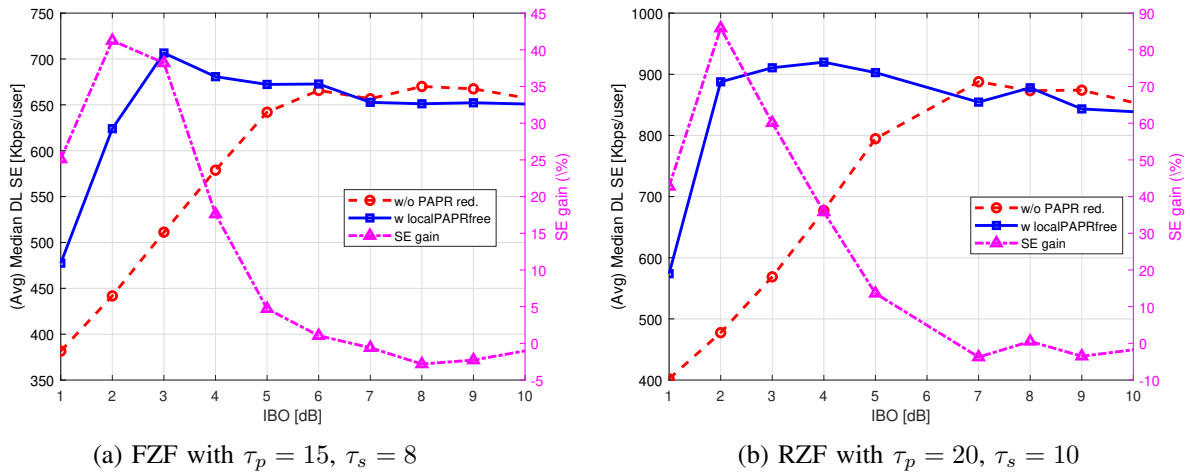 750
700
650
600
550
500
450
400
350
(Avg) Median DL SE [Kbps/user]
45
40
35
30
25
20
15
10
5
0
-5
SE gain (\%)
1 2 3 4 5 6 7 8 9 10
IBO [dB]
w/o PAPR red.
w localPAPRfree
SE gain
(a) FZF with τp = 15, τs = 8
1000
900
800
700
600
500
400
(Avg) Median DL SE [Kbps/user]
90
80
70
60
50
40
30
20
10
0
-10
SE gain (\%)
1 2 3 4 5 6 7 8 9 10
IBO [dB]
w/o PAPR red.
w localPAPRfree
SE gain
(b) RZF with τp = 20, τs = 10